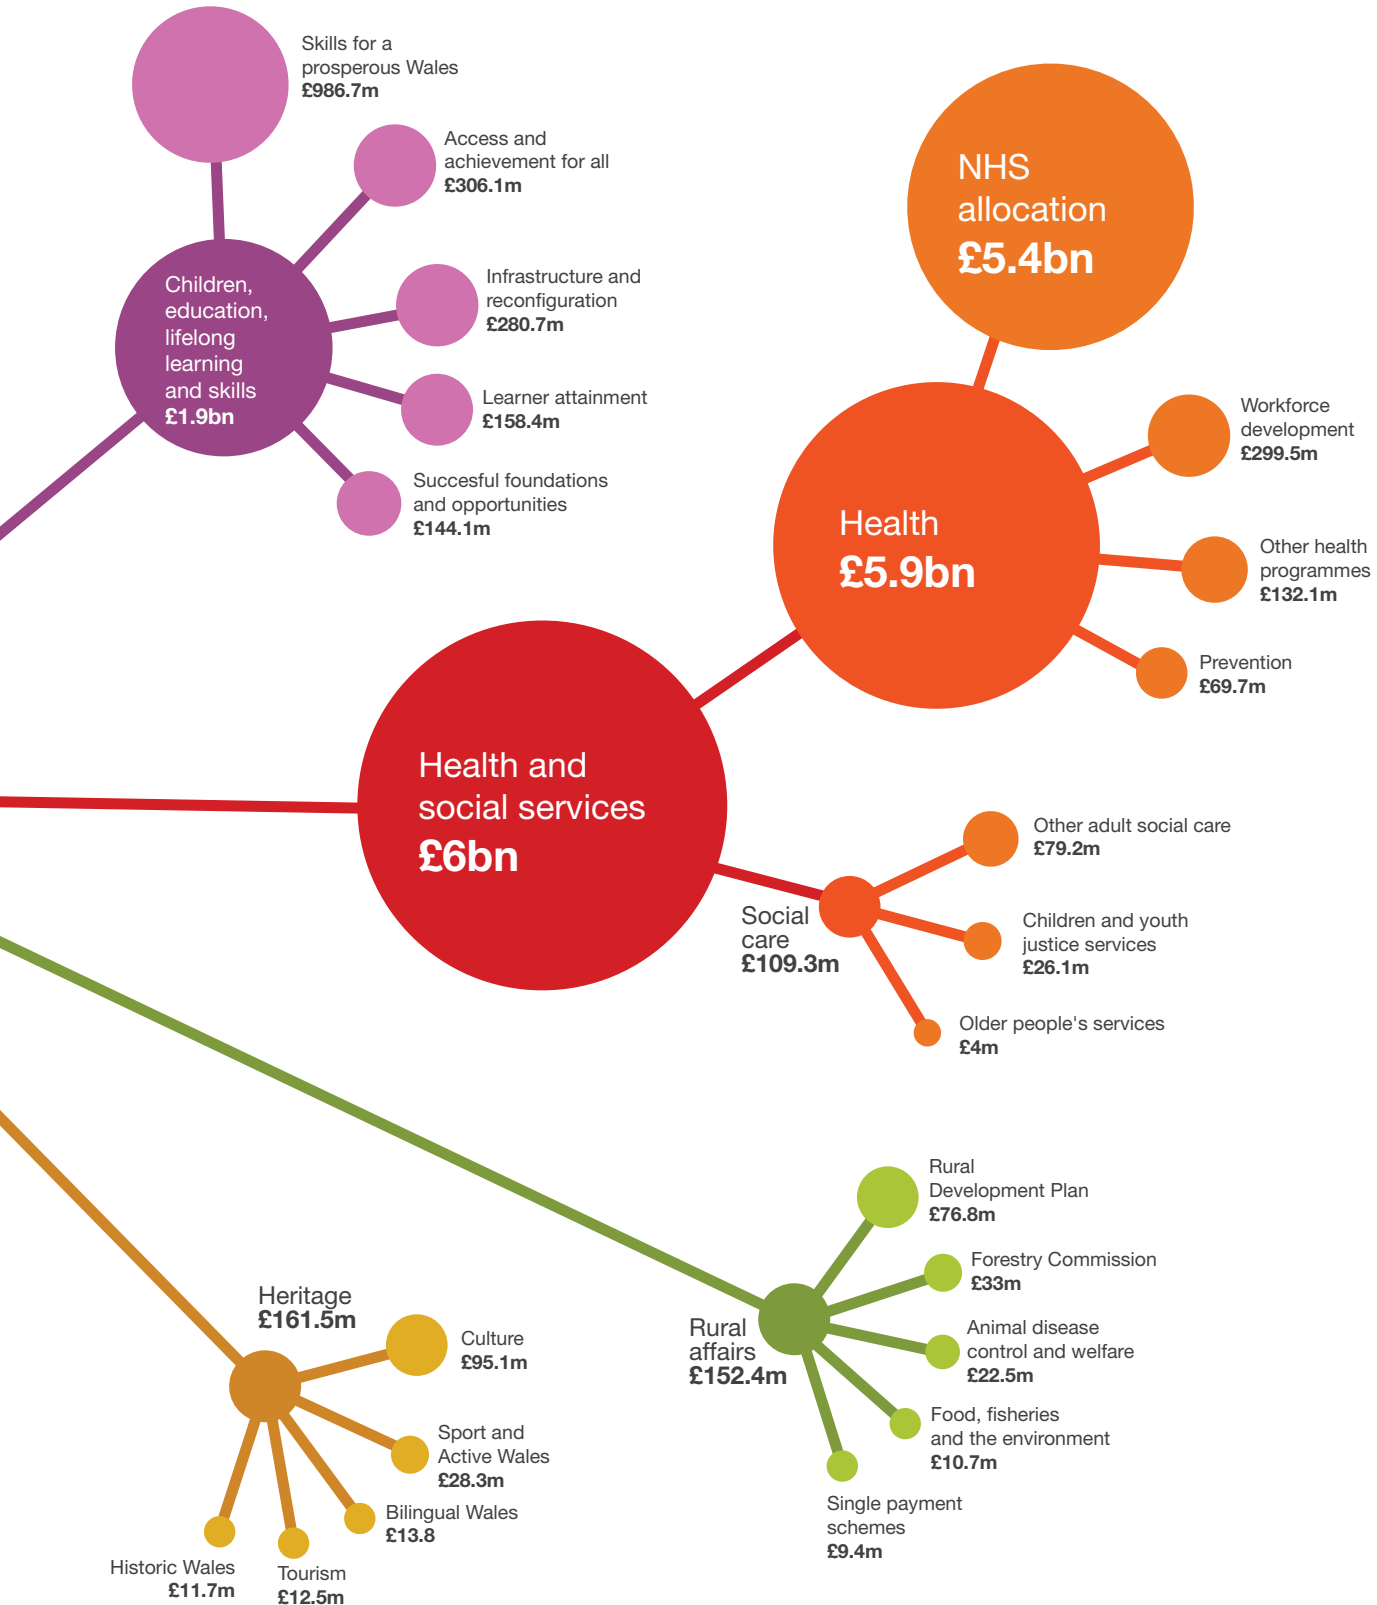 Skills for a
prosperous Wales
£986.7m
Access and
achievement for all
£306.1m
Infrastructure and
reconfiguration
£280.7m
Children,
education,
lifelong
learning
and skills
£1.9bn
Learner attainment
£158.4m
Succesful foundations
and opportunities
£144.1m
NHS
allocation
£5.4bn
Health
£5.9bn
Workforce
development
£299.5m
Other health
programmes
£132.1m
Prevention
£69.7m
Health and
social services
£6bn
Social
care
£109.3m
Other adult social care
£79.2m
Children and youth
justice services
£26.1m
Older people's services
£4m
Rural
affairs
£152.4m
Rural
Development Plan
£76.8m
Forestry Commission
£33m
Animal disease
control and welfare
£22.5m
Food, fisheries
and the environment
£10.7m
Single payment
schemes
£9.4m
Heritage
£161.5m
Culture
£95.1m
Sport and
Active Wales
£28.3m
Bilingual Wales
£13.8
Tourism
£12.5m
Historic Wales
£11.7m